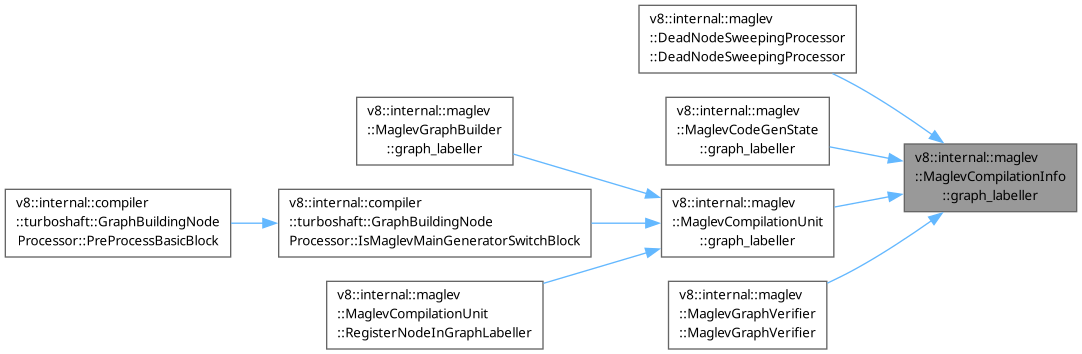 v8::internal::maglev
::DeadNodeSweepingProcessor
::DeadNodeSweepingProcessor
v8::internal::maglev
::MaglevGraphBuilder
::graph_labeller
v8::internal::maglev
::MaglevCodeGenState
::graph_labeller
v8::internal::maglev
::MaglevCompilationInfo
::graph_labeller
v8::internal::compiler
::turboshaft::GraphBuildingNode
Processor::PreProcessBasicBlock
v8::internal::compiler
::turboshaft::GraphBuildingNode
Processor::IsMaglevMainGeneratorSwitchBlock
v8::internal::maglev
::MaglevCompilationUnit
::graph_labeller
v8::internal::maglev
::MaglevCompilationUnit
::RegisterNodeInGraphLabeller
v8::internal::maglev
::MaglevGraphVerifier
::MaglevGraphVerifier